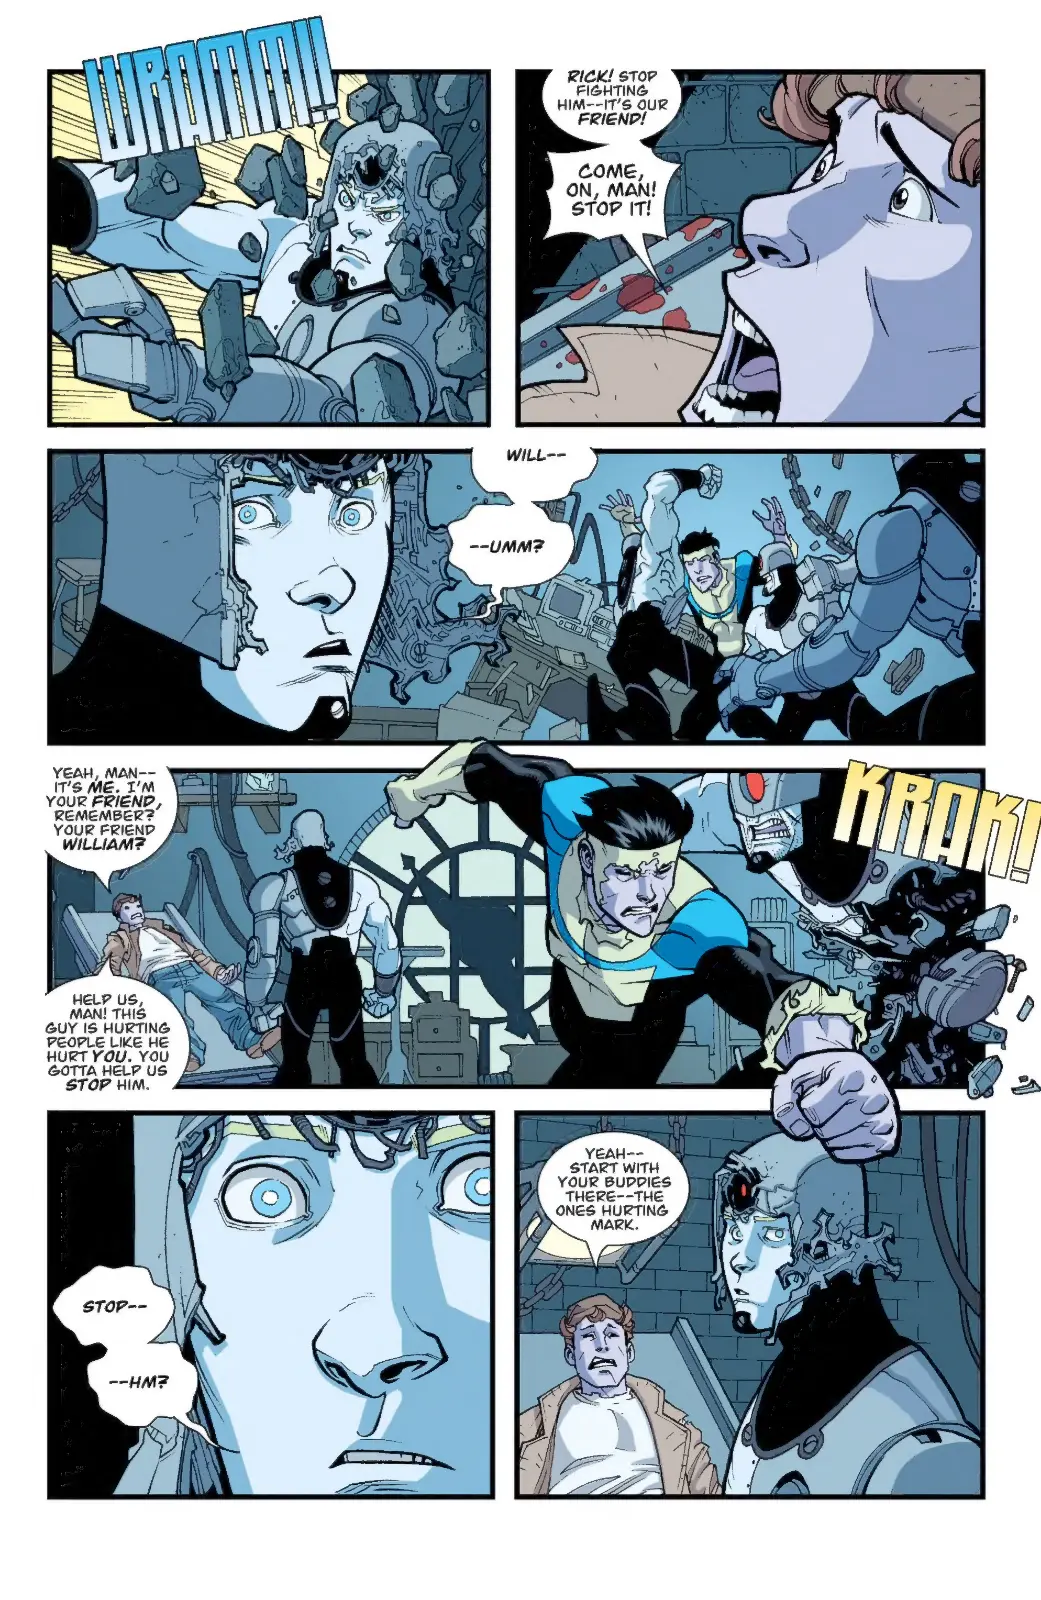 WRAMM!!
RICK! STOP
FIGHTING
HIM--IT'S OUR
FRIEND!
COME,
ON, MAN!
STOP IT!
WILL--
--UMM?
YEAH, MAN--
IT'S ME. I'M
YOUR FRIEND,
REMEMBER?
YOUR FRIEND
WILLIAM?
HELP US,
MAN! THIS
GUY IS HURTING
PEOPLE LIKE HE
HURT YOU. YOU
GOTTA HELP US
STOP HIM.
KRAK!
STOP--
--HM?
YEAH--
START WITH
YOUR BUDDIES
THERE--THE
ONES HURTING
MARK.